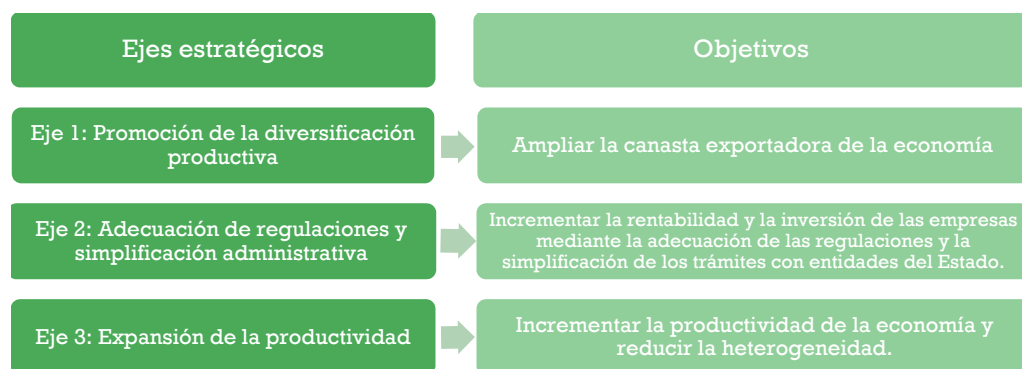 Ejes estratégicos
Objetivos
Eje 1: Promoción de la diversificación
productiva
Ampliar la canasta exportadora de la economía
Eje 2: Adecuación de regulaciones y
simplificación administrativa
Incrementar la rentabilidad y la inversión de las empresas
mediante la adecuación de las regulaciones y la
simplificación de los trámites con entidades del Estado.
Eje 3: Expansión de la productividad
Incrementar la productividad de la economía y
reducir la heterogeneidad.